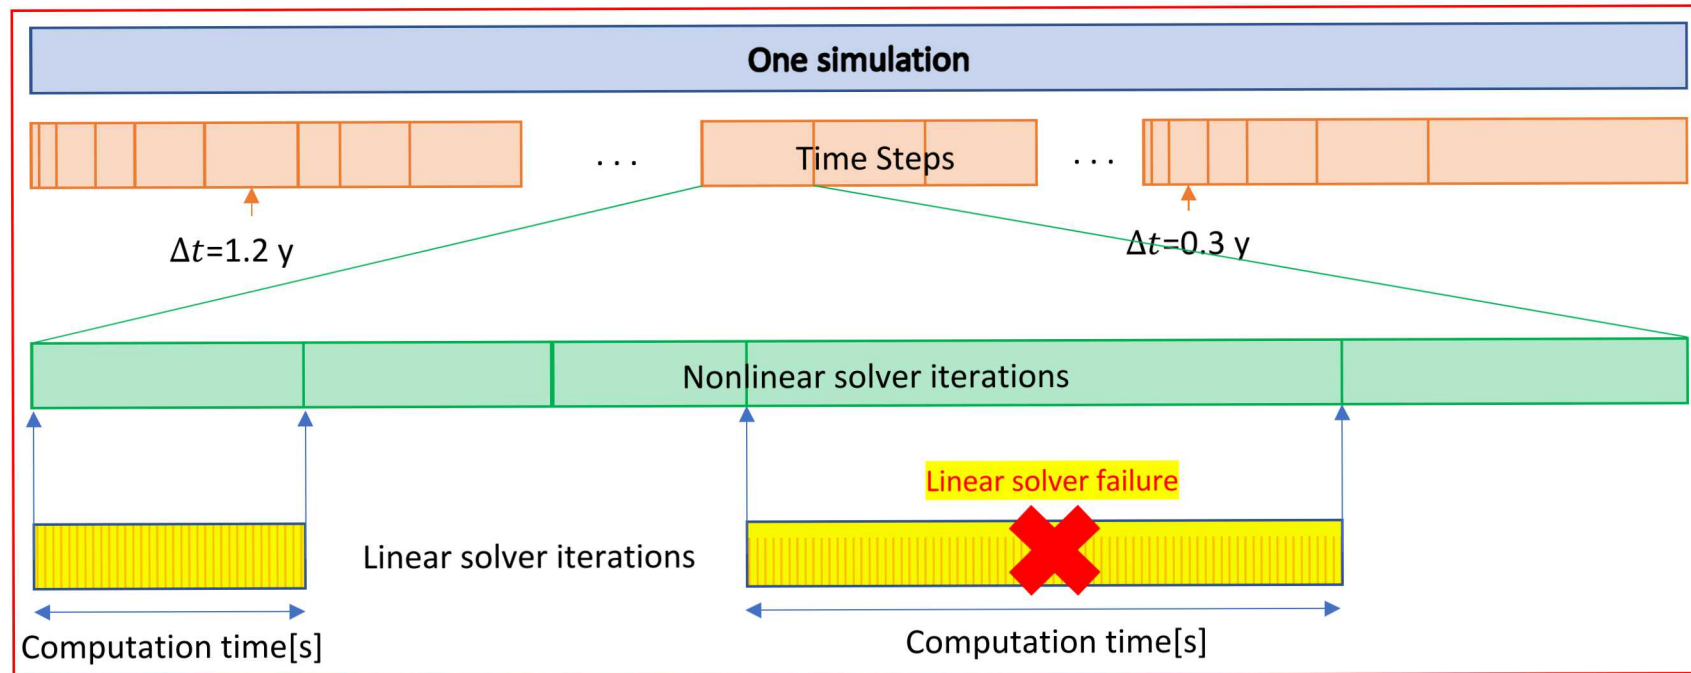 One simulation
. . .
Time Steps
. . .
Δt=1.2 y
Δt=0.3 y
Nonlinear solver iterations
Linear solver failure
Linear solver iterations
Computation time[s]
Computation time[s]